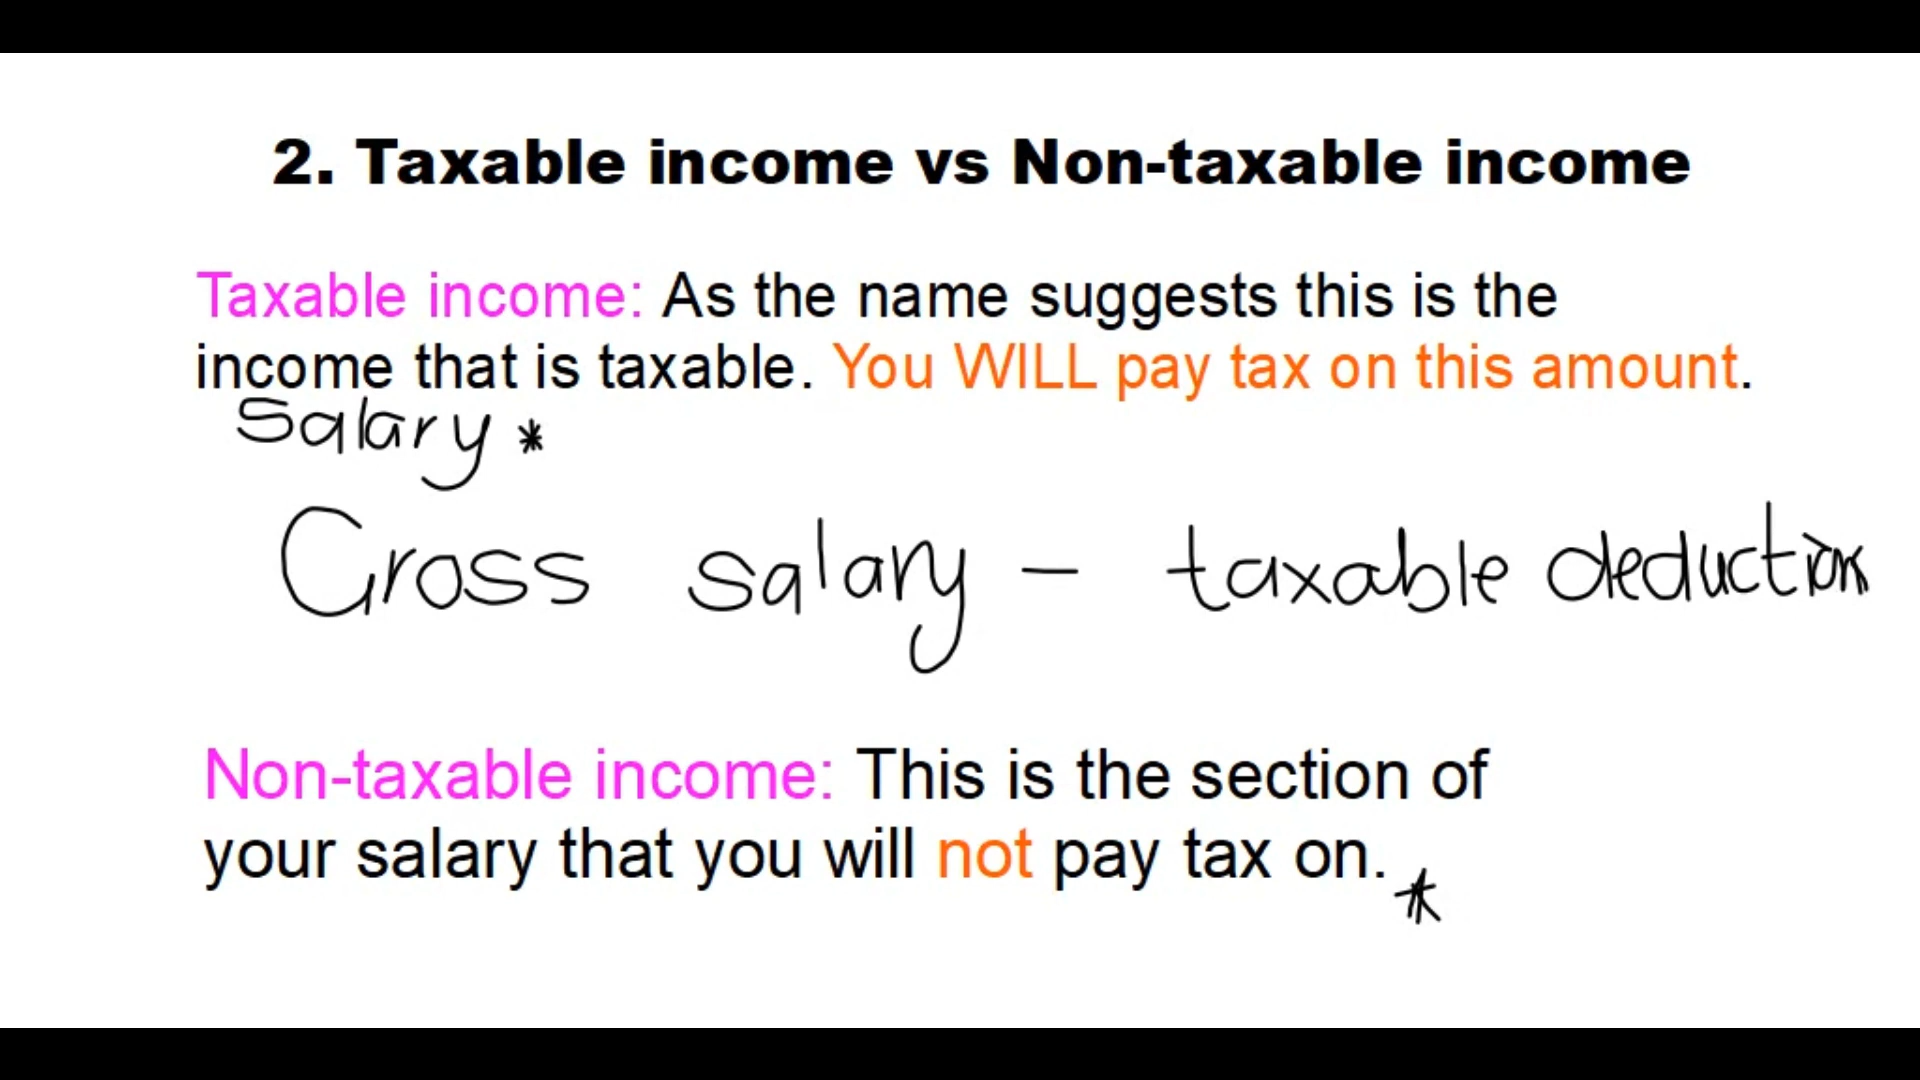 2. Taxable income vs Non-taxable income
Taxable income: As the name suggests this is the
income that is taxable. You WILL pay tax on this amount.
Salary *
Gross salary - taxable deduction
Non-taxable income: This is the section of
your salary that you will not pay tax on.
*